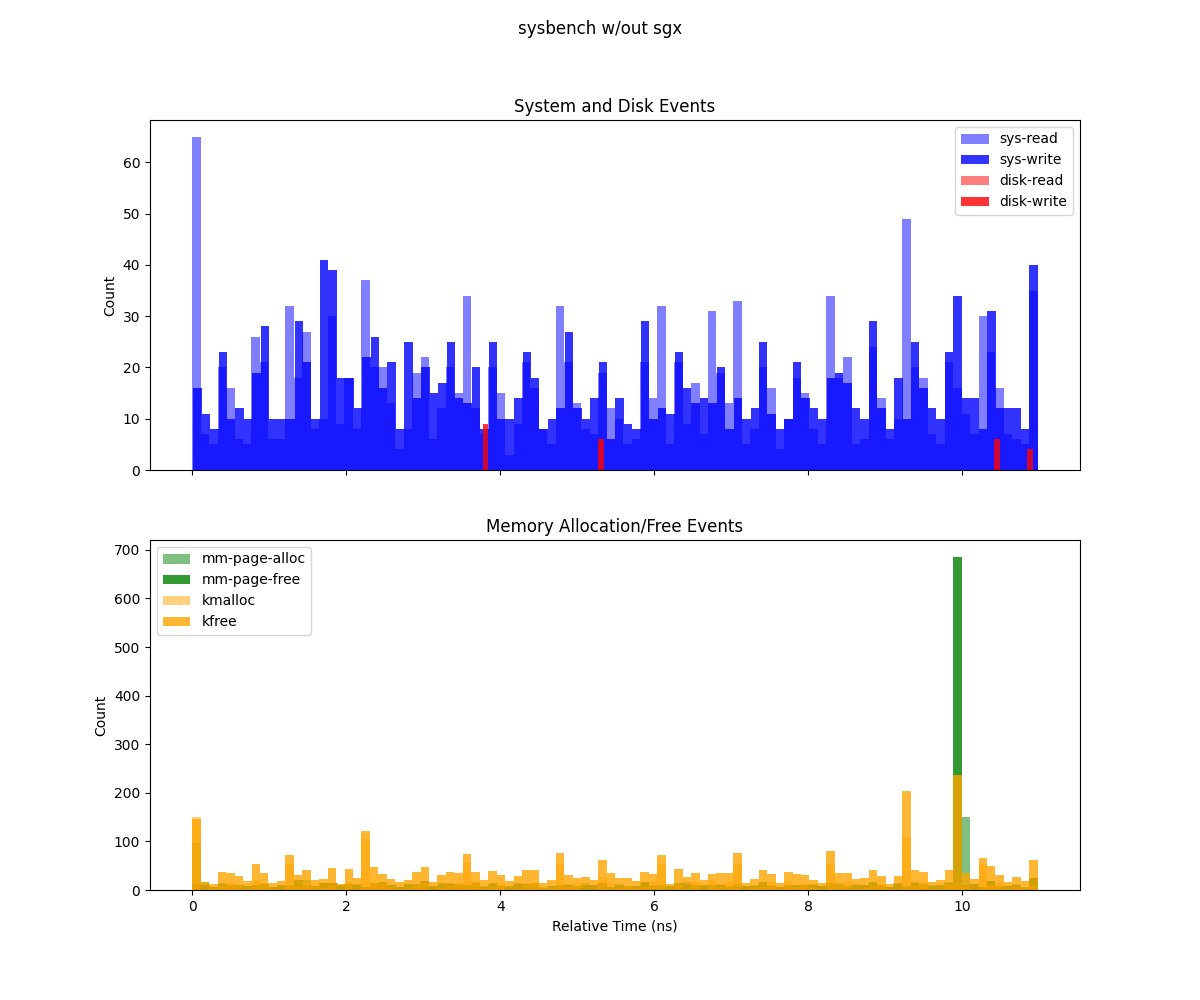 sysbench w/out sgx
System and Disk Events
Count
60
50
40
30
20
10
0
sys-read
sys-write
disk-read
disk-write
Memory Allocation/Free Events
Count
700
600
500
400
300
200
100
0
mm-page-alloc
mm-page-free
kmalloc
kfree
0 2 4 6 8 10
Relative Time (ns)